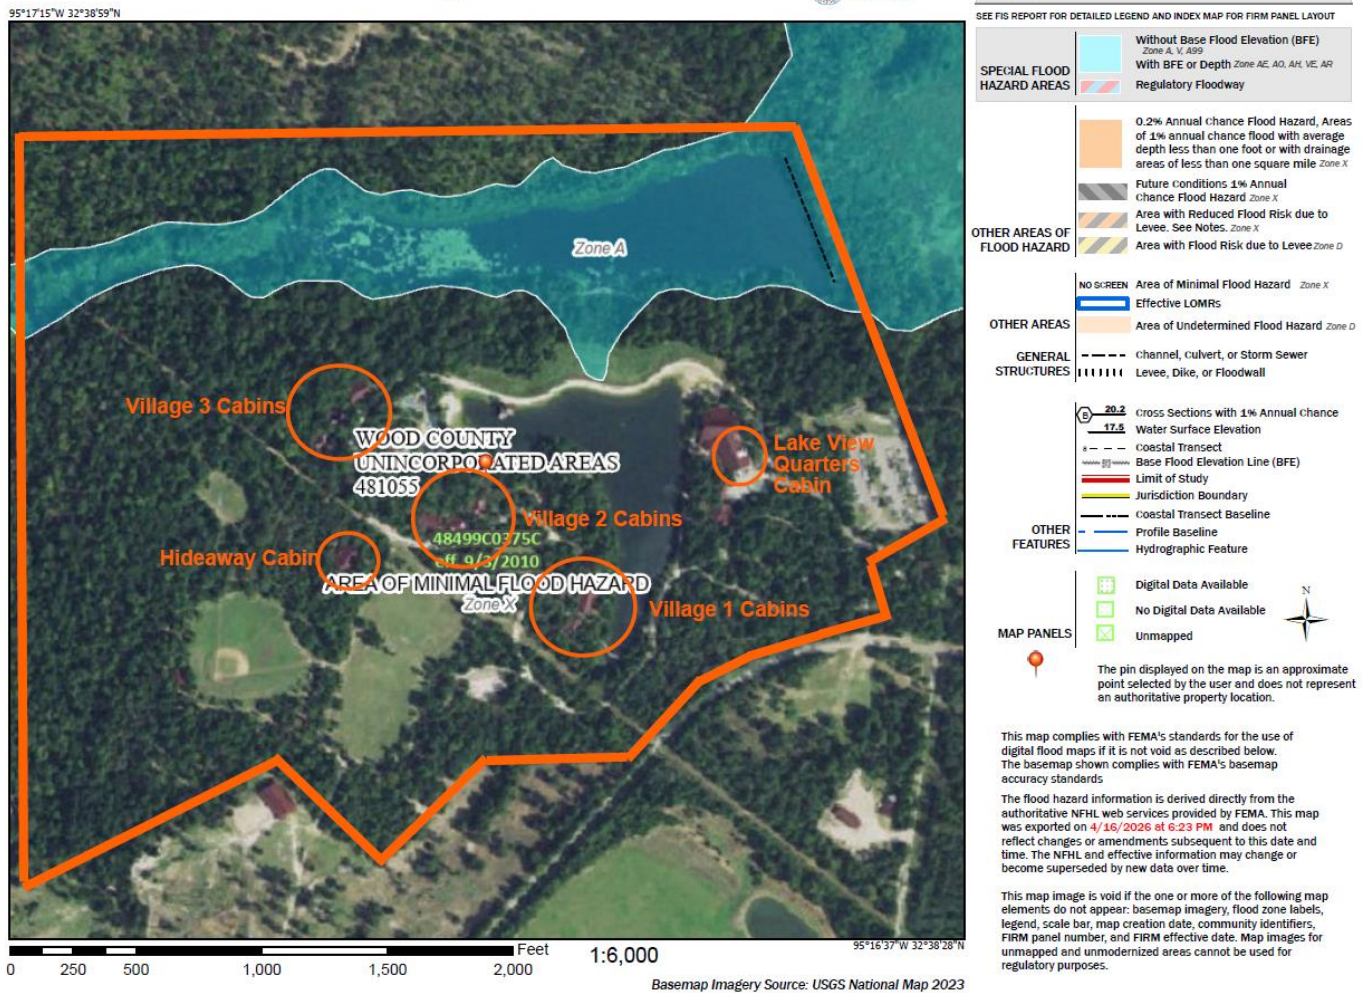 95°17'15"W 32°38'59"N
Zone A
Village 3 Cabins
WOOD COUNTY
UNINCORPORATED AREAS
481055
Lake View
Quarters
Cabin
Village 2 Cabins
48499C0375C
eff. 9/3/2010
Hideaway Cabin
AREA OF MINIMAL FLOOD HAZARD
Zone X
Village 1 Cabins
95°16'37"W 32°38'28"N
Feet
1:6,000
0 250 500 1,000 1,500 2,000
Basemap Imagery Source: USGS National Map 2023
SEE FIS REPORT FOR DETAILED LEGEND AND INDEX MAP FOR FIRM PANEL LAYOUT
SPECIAL FLOOD
HAZARD AREAS
Without Base Flood Elevation (BFE)
Zone A, V, A99
With BFE or Depth Zone AE, AO, AH, VE, AR
Regulatory Floodway
OTHER AREAS OF
FLOOD HAZARD
0.2% Annual Chance Flood Hazard, Areas
of 1% annual chance flood with average
depth less than one foot or with drainage
areas of less than one square mile Zone X
Future Conditions 1% Annual
Chance Flood Hazard Zone X
Area with Reduced Flood Risk due to
Levee. See Notes. Zone X
Area with Flood Risk due to Levee Zone D
OTHER AREAS
NO SCREEN Area of Minimal Flood Hazard Zone X
Effective LOMRs
Area of Undetermined Flood Hazard Zone D
GENERAL
STRUCTURES
Channel, Culvert, or Storm Sewer
Levee, Dike, or Floodwall
OTHER
FEATURES
B 20.2 Cross Sections with 1% Annual Chance
17.5 Water Surface Elevation
8 Coastal Transect
Base Flood Elevation Line (BFE)
Limit of Study
Jurisdiction Boundary
Coastal Transect Baseline
Profile Baseline
Hydrographic Feature
MAP PANELS
Digital Data Available
No Digital Data Available
Unmapped
N
The pin displayed on the map is an approximate
point selected by the user and does not represent
an authoritative property location.
This map complies with FEMA's standards for the use of
digital flood maps if it is not void as described below.
The basemap shown complies with FEMA's basemap
accuracy standards
The flood hazard information is derived directly from the
authoritative NFHL web services provided by FEMA. This map
was exported on 4/16/2026 at 6:23 PM and does not
reflect changes or amendments subsequent to this date and
time. The NFHL and effective information may change or
become superseded by new data over time.
This map image is void if the one or more of the following map
elements do not appear: basemap imagery, flood zone labels,
legend, scale bar, map creation date, community identifiers,
FIRM panel number, and FIRM effective date. Map images for
unmapped and unmodernized areas cannot be used for
regulatory purposes.